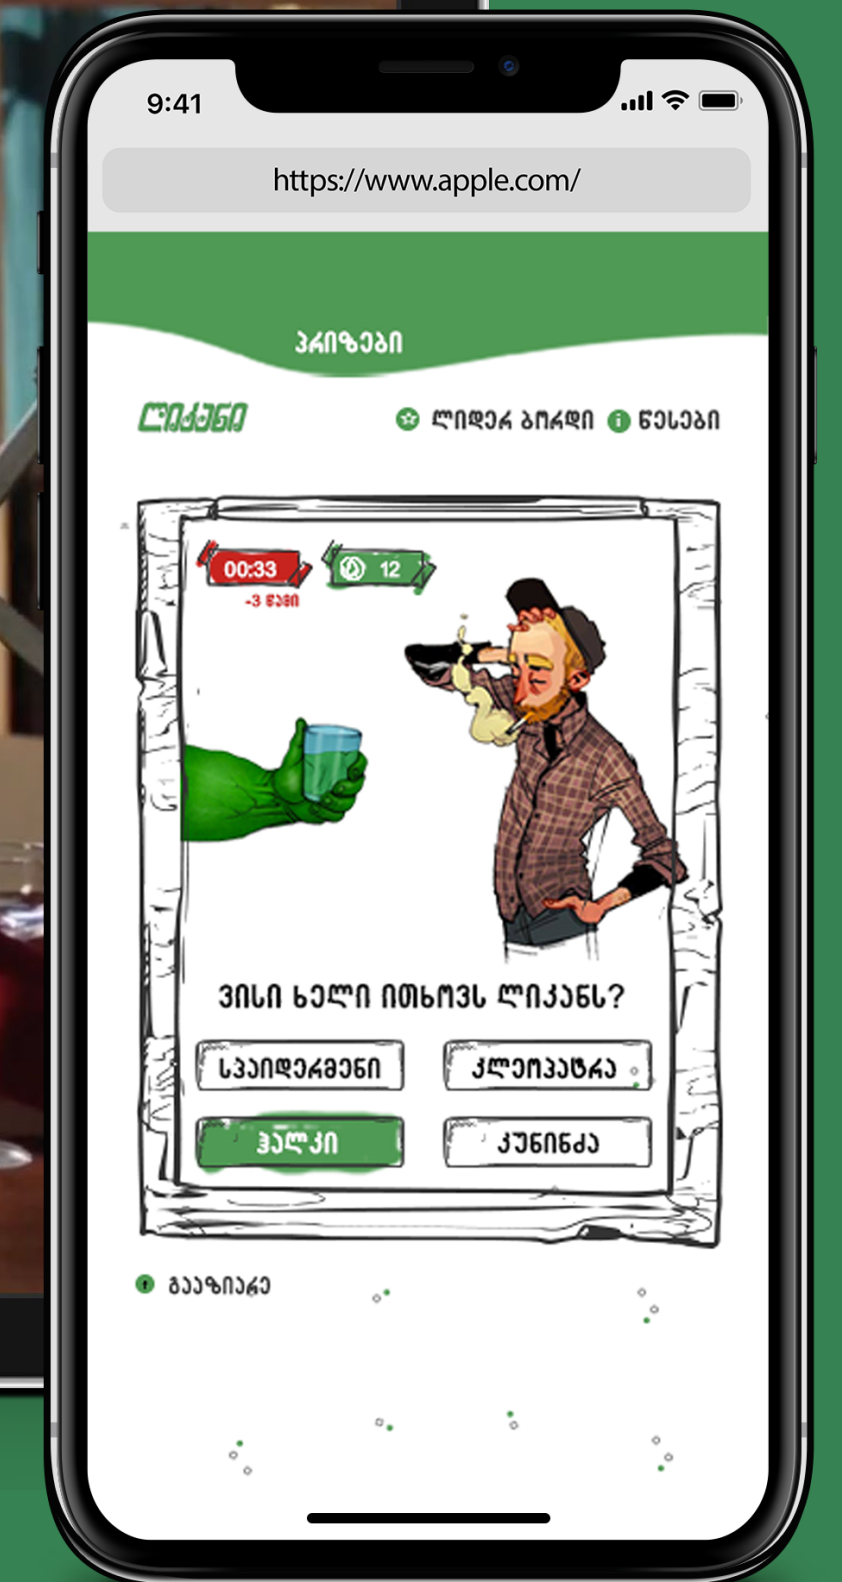 9:41
https://www.apple.com/
პრიზები
ლიკანი
ლიდერ ბორდი
წესები
00:33
12
-3 წამი
ვისი ხელი ითხოვს ლიკანს?
სპაიდერმენი
კლეოპატრა
ჰალკი
კუნინძა
გააზიარე